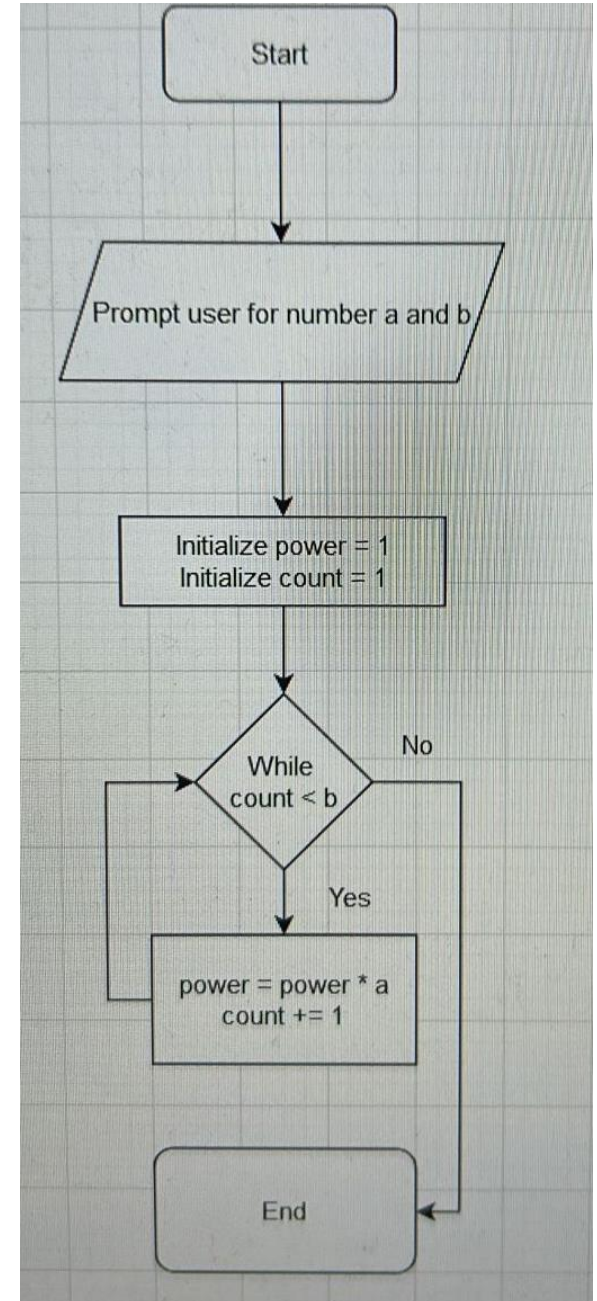 Start
Prompt user for number a and b
Initialize power = 1
Initialize count = 1
While
count < b
No
Yes
power = power * a
count += 1
End